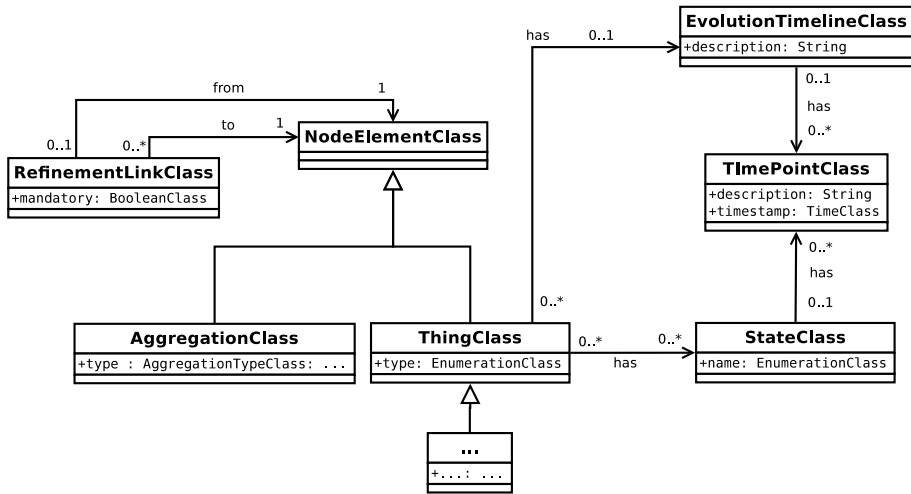 EvolutionTimelineClass
+description: String
has
0..1
0..1
has
0..*
from
1
to
1
0..1
0..*
NodeElementClass
RefinementLinkClass
+mandatory: BooleanClass
TImePointClass
+description: String
+timestamp: TimeClass
0..*
has
0..1
0..*
AggregationClass
+type : AggregationTypeClass: ...
ThingClass
+type: EnumerationClass
0..*
0..*
has
StateClass
+name: EnumerationClass
...
+...: ...